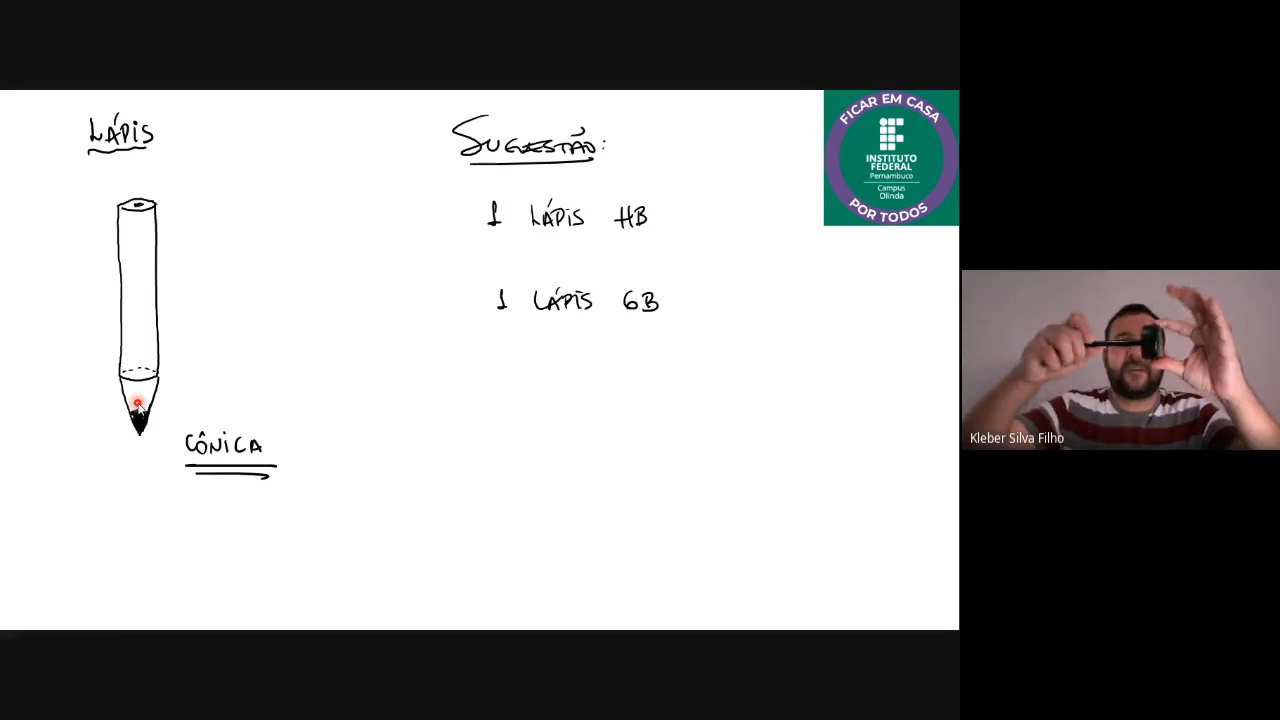 LÁPIS
SUGESTÃO:
1 LÁPIS HB
1 LÁPIS 6B
CÔNICA
FICAR EM CASA
INSTITUTO
FEDERAL
Pernambuco
Campus
Olinda
POR TODOS
Kleber Silva Filho